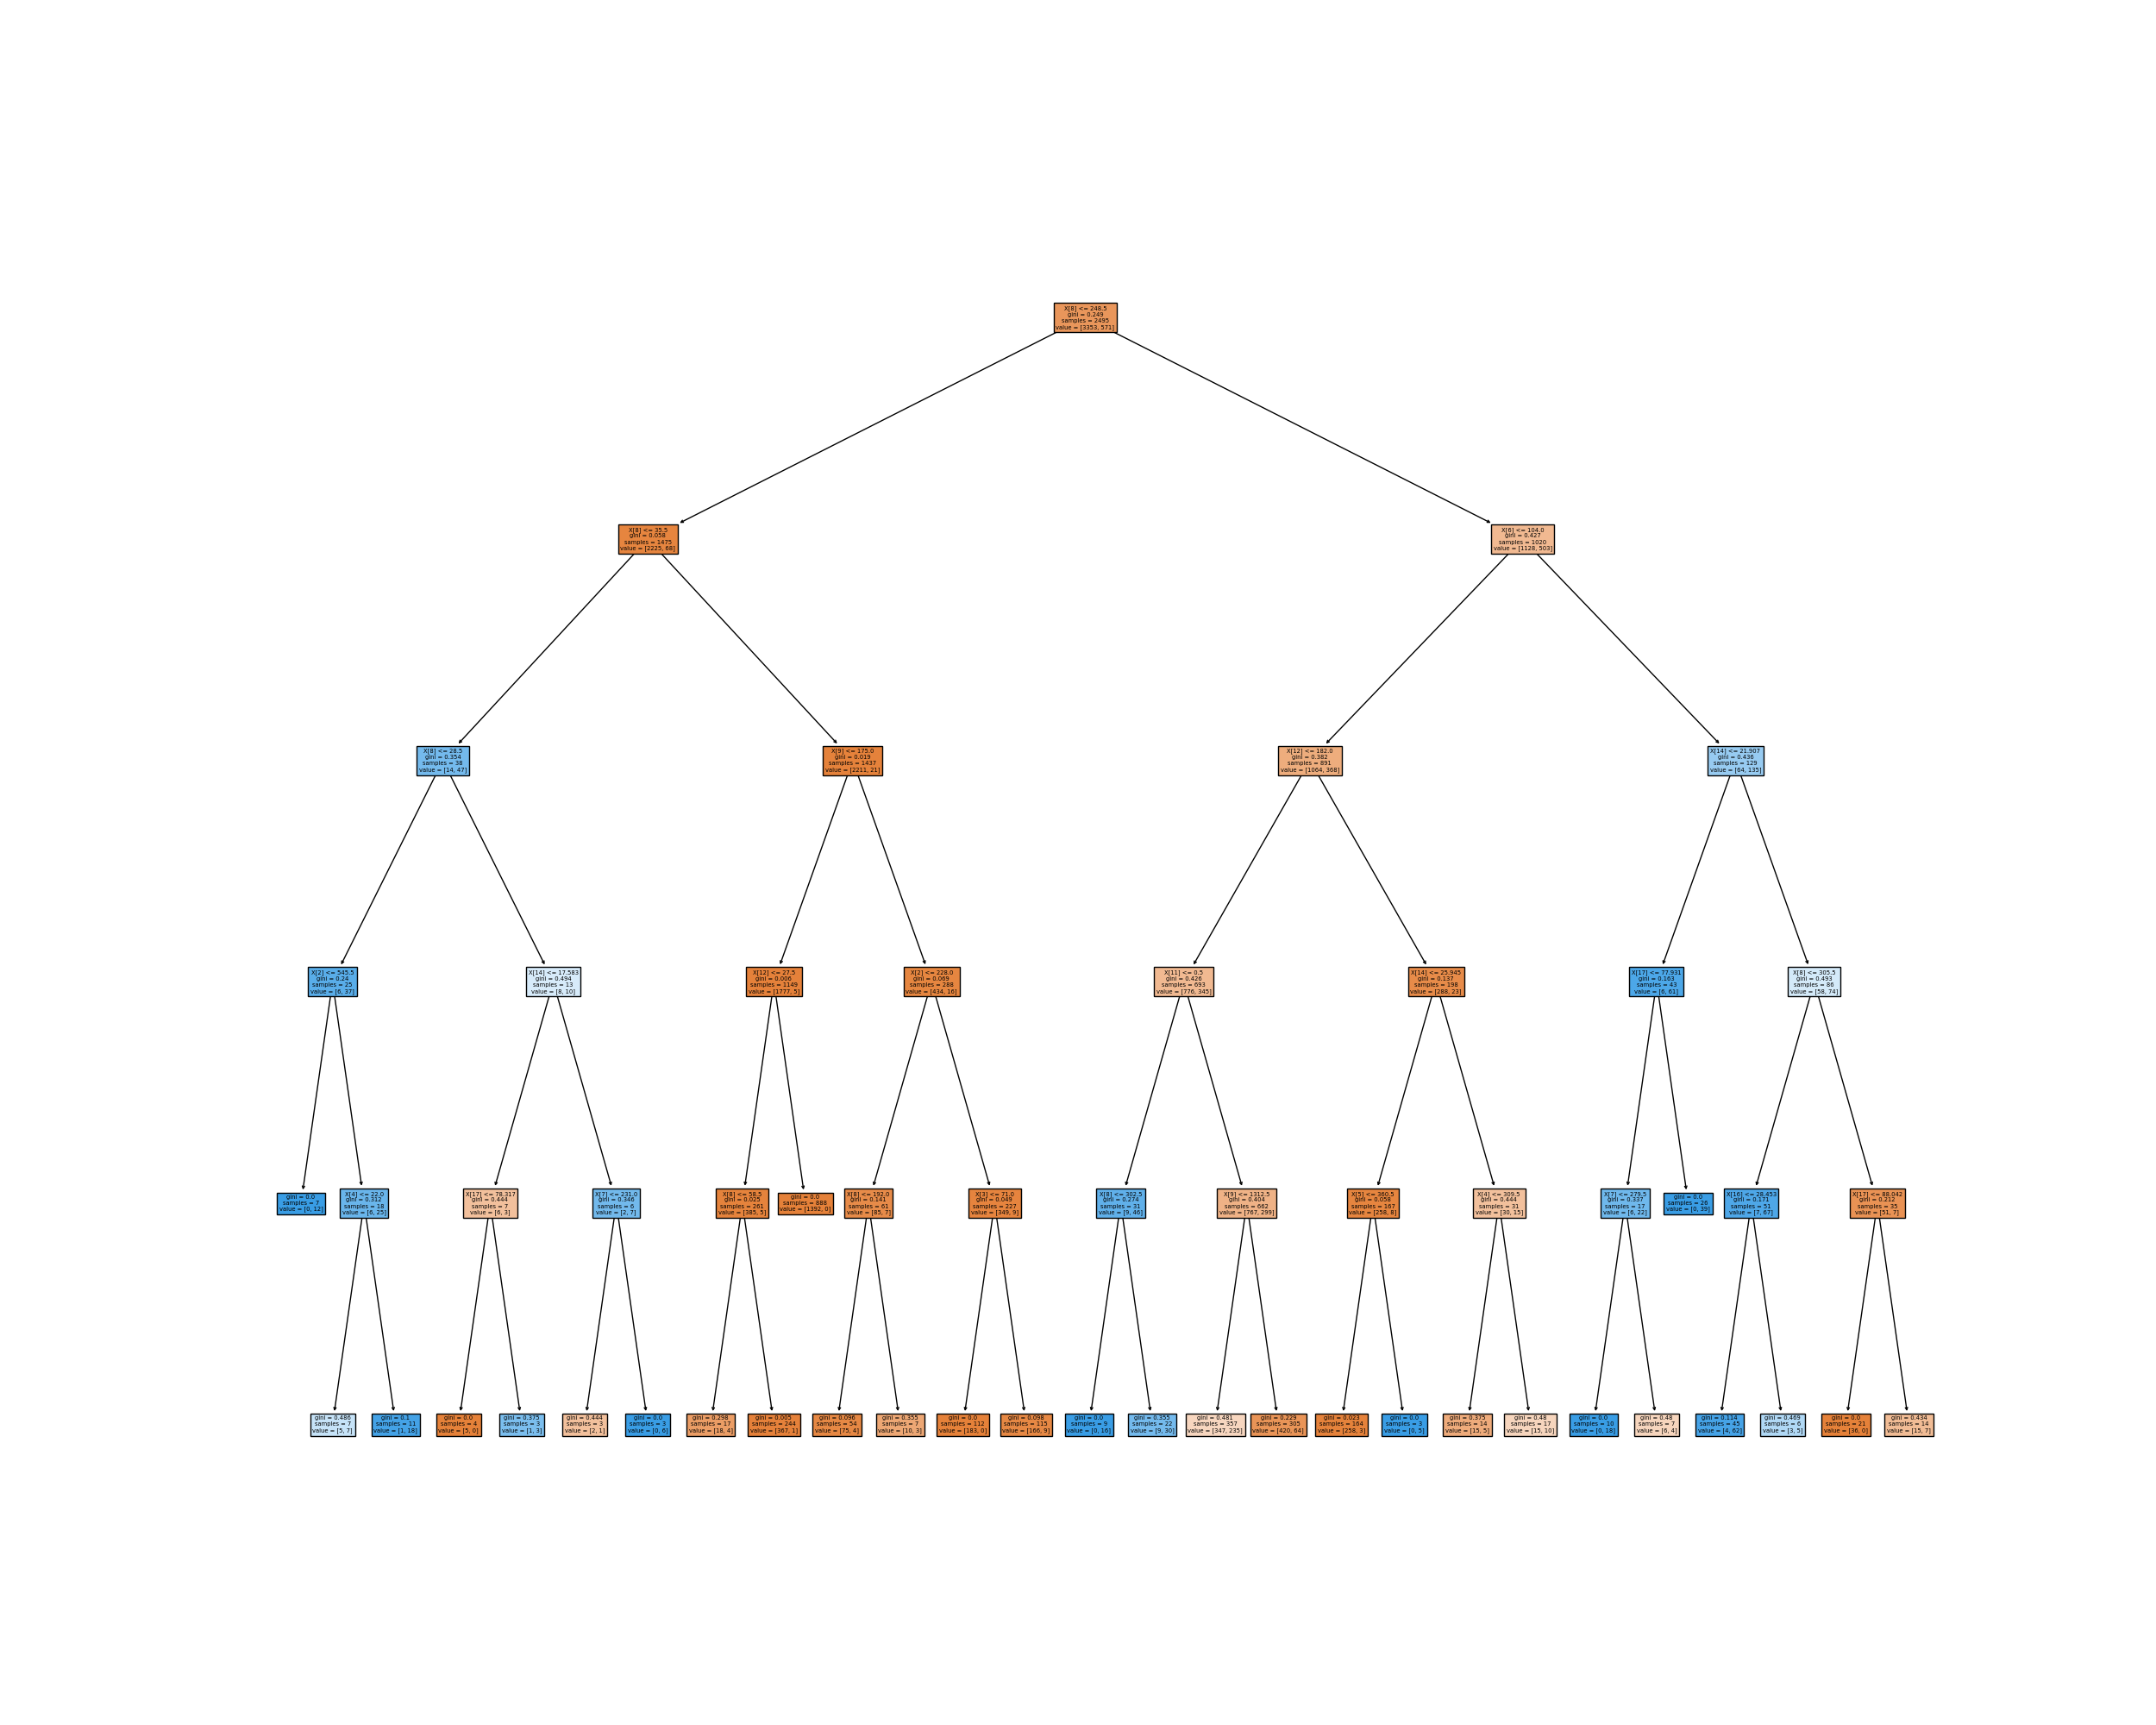 X[8] <= 248.5
gini = 0.249
samples = 2495
value = [3353, 571]
X[8] <= 35.5
gini = 0.058
samples = 1475
value = [2225, 68]
X[6] <= 104.0
gini = 0.427
samples = 1020
value = [1128, 503]
X[8] <= 28.5
gini = 0.354
samples = 38
value = [14, 47]
X[9] <= 175.0
gini = 0.019
samples = 1437
value = [2211, 21]
X[12] <= 182.0
gini = 0.382
samples = 891
value = [1064, 368]
X[14] <= 21.907
gini = 0.436
samples = 129
value = [64, 135]
X[2] <= 545.5
gini = 0.24
samples = 25
value = [6, 37]
X[14] <= 17.583
gini = 0.494
samples = 13
value = [8, 10]
X[12] <= 27.5
gini = 0.006
samples = 1149
value = [1777, 5]
X[2] <= 228.0
gini = 0.069
samples = 288
value = [434, 16]
X[11] <= 0.5
gini = 0.426
samples = 693
value = [776, 345]
X[14] <= 25.945
gini = 0.137
samples = 198
value = [288, 23]
X[17] <= 77.931
gini = 0.163
samples = 43
value = [6, 61]
X[8] <= 305.5
gini = 0.493
samples = 86
value = [58, 74]
gini = 0.0
samples = 7
value = [0, 12]
X[4] <= 22.0
gini = 0.312
samples = 18
value = [6, 25]
X[17] <= 78.317
gini = 0.444
samples = 7
value = [6, 3]
X[7] <= 231.0
gini = 0.346
samples = 6
value = [2, 7]
X[8] <= 58.5
gini = 0.025
samples = 261
value = [385, 5]
gini = 0.0
samples = 888
value = [1392, 0]
X[8] <= 192.0
gini = 0.141
samples = 61
value = [85, 7]
X[3] <= 71.0
gini = 0.049
samples = 227
value = [349, 9]
X[8] <= 302.5
gini = 0.274
samples = 31
value = [9, 46]
X[9] <= 1312.5
gini = 0.404
samples = 662
value = [767, 299]
X[5] <= 360.5
gini = 0.058
samples = 167
value = [258, 8]
X[4] <= 309.5
gini = 0.444
samples = 31
value = [30, 15]
X[7] <= 279.5
gini = 0.337
samples = 17
value = [6, 22]
gini = 0.0
samples = 26
value = [0, 39]
X[16] <= 28.453
gini = 0.171
samples = 51
value = [7, 67]
X[17] <= 88.042
gini = 0.212
samples = 35
value = [51, 7]
gini = 0.486
samples = 7
value = [5, 7]
gini = 0.1
samples = 11
value = [1, 18]
gini = 0.0
samples = 4
value = [5, 0]
gini = 0.375
samples = 3
value = [1, 3]
gini = 0.444
samples = 3
value = [2, 1]
gini = 0.0
samples = 3
value = [0, 6]
gini = 0.298
samples = 17
value = [18, 4]
gini = 0.005
samples = 244
value = [367, 1]
gini = 0.096
samples = 54
value = [75, 4]
gini = 0.355
samples = 7
value = [10, 3]
gini = 0.0
samples = 112
value = [183, 0]
gini = 0.098
samples = 115
value = [166, 9]
gini = 0.0
samples = 9
value = [0, 16]
gini = 0.355
samples = 22
value = [9, 30]
gini = 0.481
samples = 357
value = [347, 235]
gini = 0.229
samples = 305
value = [420, 64]
gini = 0.023
samples = 164
value = [258, 3]
gini = 0.0
samples = 3
value = [0, 5]
gini = 0.375
samples = 14
value = [15, 5]
gini = 0.48
samples = 17
value = [15, 10]
gini = 0.0
samples = 10
value = [0, 18]
gini = 0.48
samples = 7
value = [6, 4]
gini = 0.114
samples = 45
value = [4, 62]
gini = 0.469
samples = 6
value = [3, 5]
gini = 0.0
samples = 21
value = [36, 0]
gini = 0.434
samples = 14
value = [15, 7]